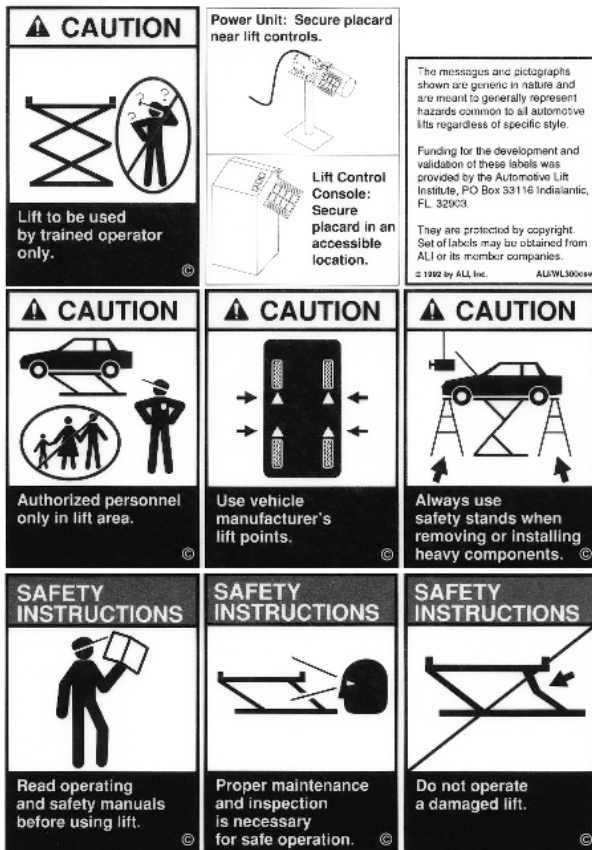 ⚠ CAUTION
? ? ?
Lift to be used
by trained operator
only.
©
Power Unit: Secure placard
near lift controls.
Lift Control
Console:
Secure
placard in an
accessible
location.
The messages and pictographs
shown are generic in nature and
are meant to generally represent
hazards common to all automotive
lifts regardless of specific style.
Funding for the development and
validation of these labels was
provided by the Automotive Lift
Institute, PO Box 33116 Indialantic,
FL 32903.
They are protected by copyright.
Set of labels may be obtained from
ALI or its member companies.
© 1992 by ALI, Inc. ALI/WL300csw
⚠ CAUTION
Authorized personnel
only in lift area.
©
⚠ CAUTION
Use vehicle
manufacturer's
lift points.
©
⚠ CAUTION
Always use
safety stands when
removing or installing
heavy components. ©
SAFETY
INSTRUCTIONS
Read operating
and safety manuals
before using lift.
©
SAFETY
INSTRUCTIONS
Proper maintenance
and inspection
is necessary
for safe operation. ©
SAFETY
INSTRUCTIONS
Do not operate
a damaged lift.
©